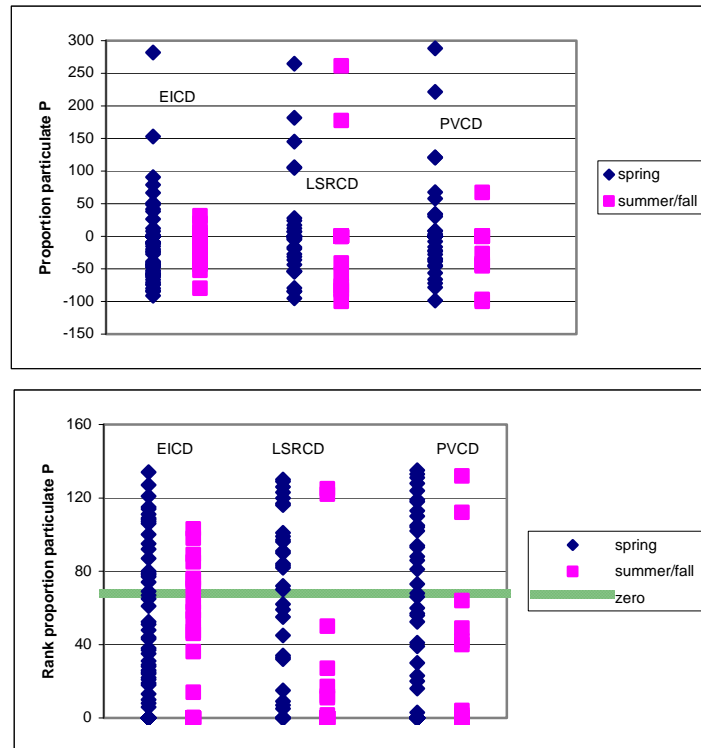 300
250
200
150
100
50
0
-50
-100
-150
Proportion particulate P
EICD
LSRCD
PVCD
spring
summer/fall
160
120
80
40
0
Rank proportion particulate P
EICD
LSRCD
PVCD
spring
summer/fall
zero